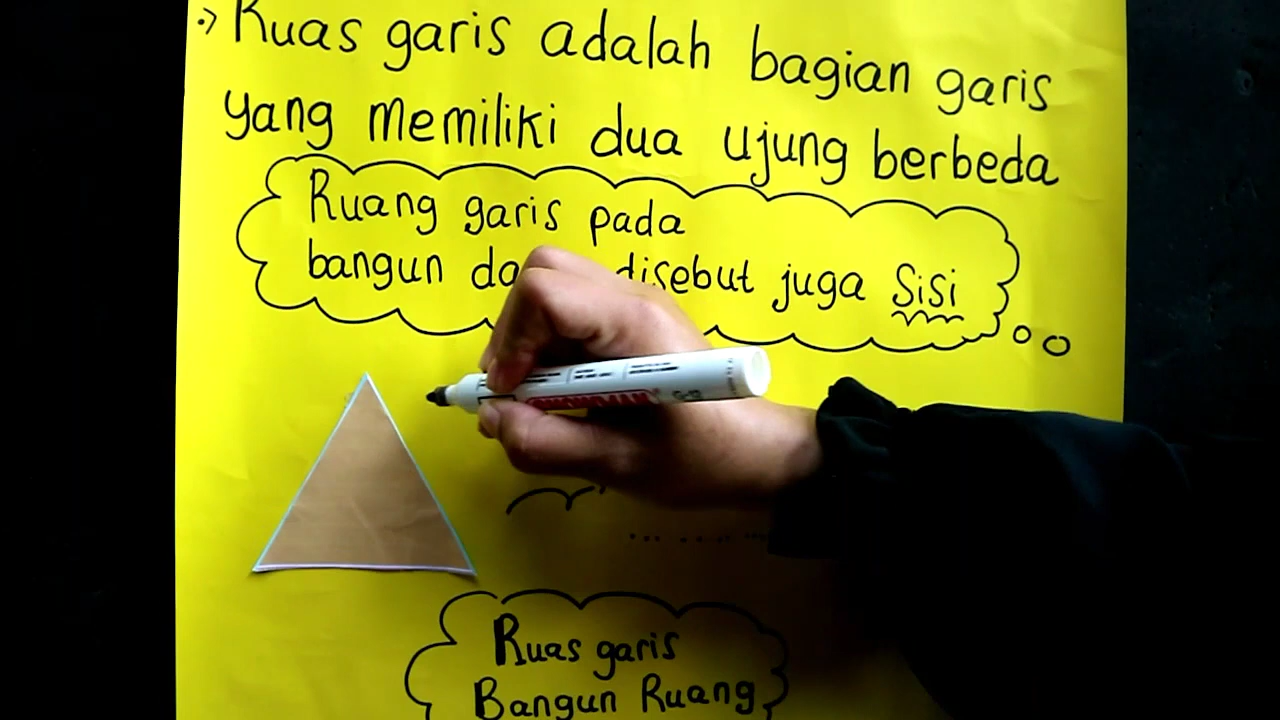 Ruas garis adalah bagian garis
yang memiliki dua ujung berbeda
Ruang garis pada
bangun disebut juga Sisi
Ruas garis
Bangun Ruang